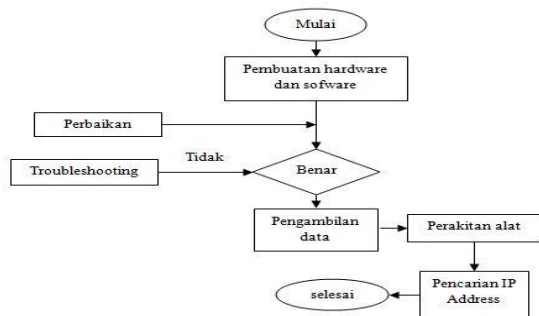 Mulai
Pembuatan hardware
dan sofware
Perbaikan
Tidak
Troubleshooting
Benar
Pengambilan
data
Perakitan alat
Pencarian IP
Address
selesai